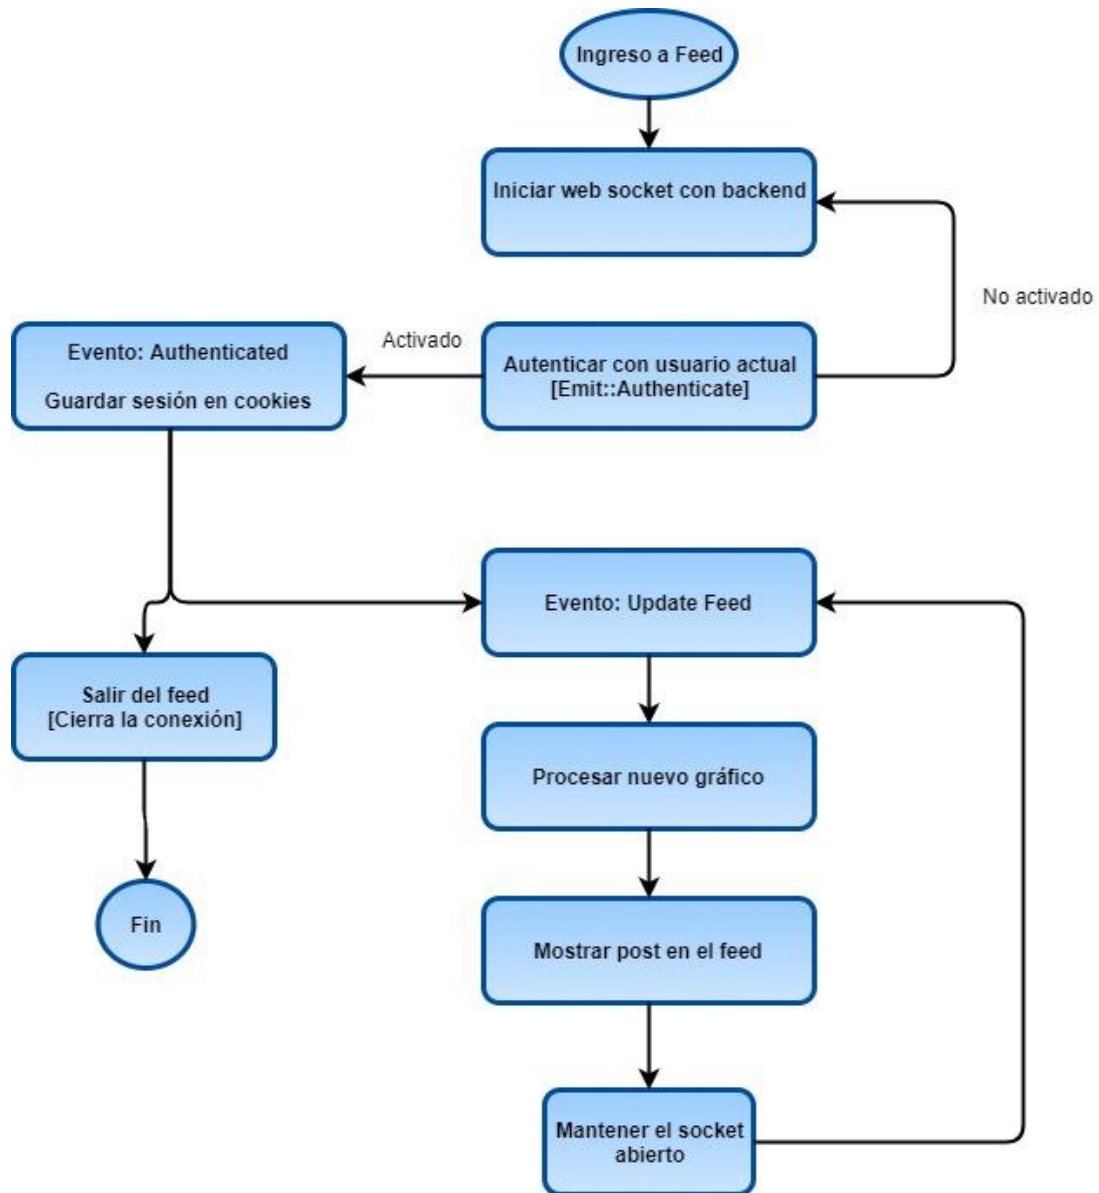 Ingreso a Feed
Iniciar web socket con backend
No activado
Activado
Evento: Authenticated
Guardar sesión en cookies
Autenticar con usuario actual
[Emit::Authenticate]
Evento: Update Feed
Salir del feed
[Cierra la conexión]
Procesar nuevo gráfico
Fin
Mostrar post en el feed
Mantener el socket
abierto